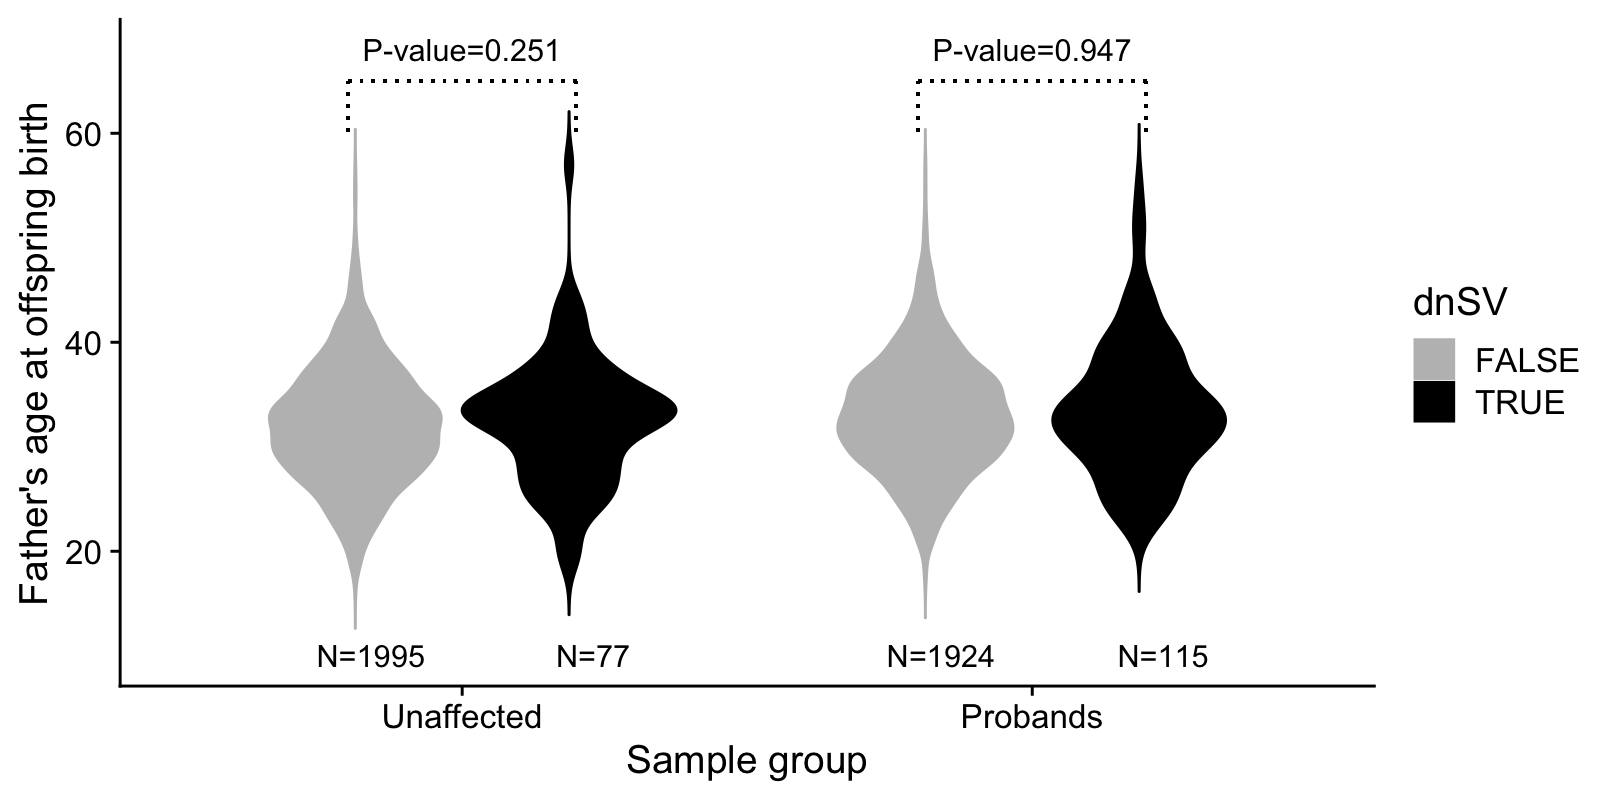 P-value=0.251
P-value=0.947
Father's age at offspring birth
60
40
20
N=1995
N=77
N=1924
N=115
Unaffected
Probands
Sample group
dnSV
FALSE
TRUE